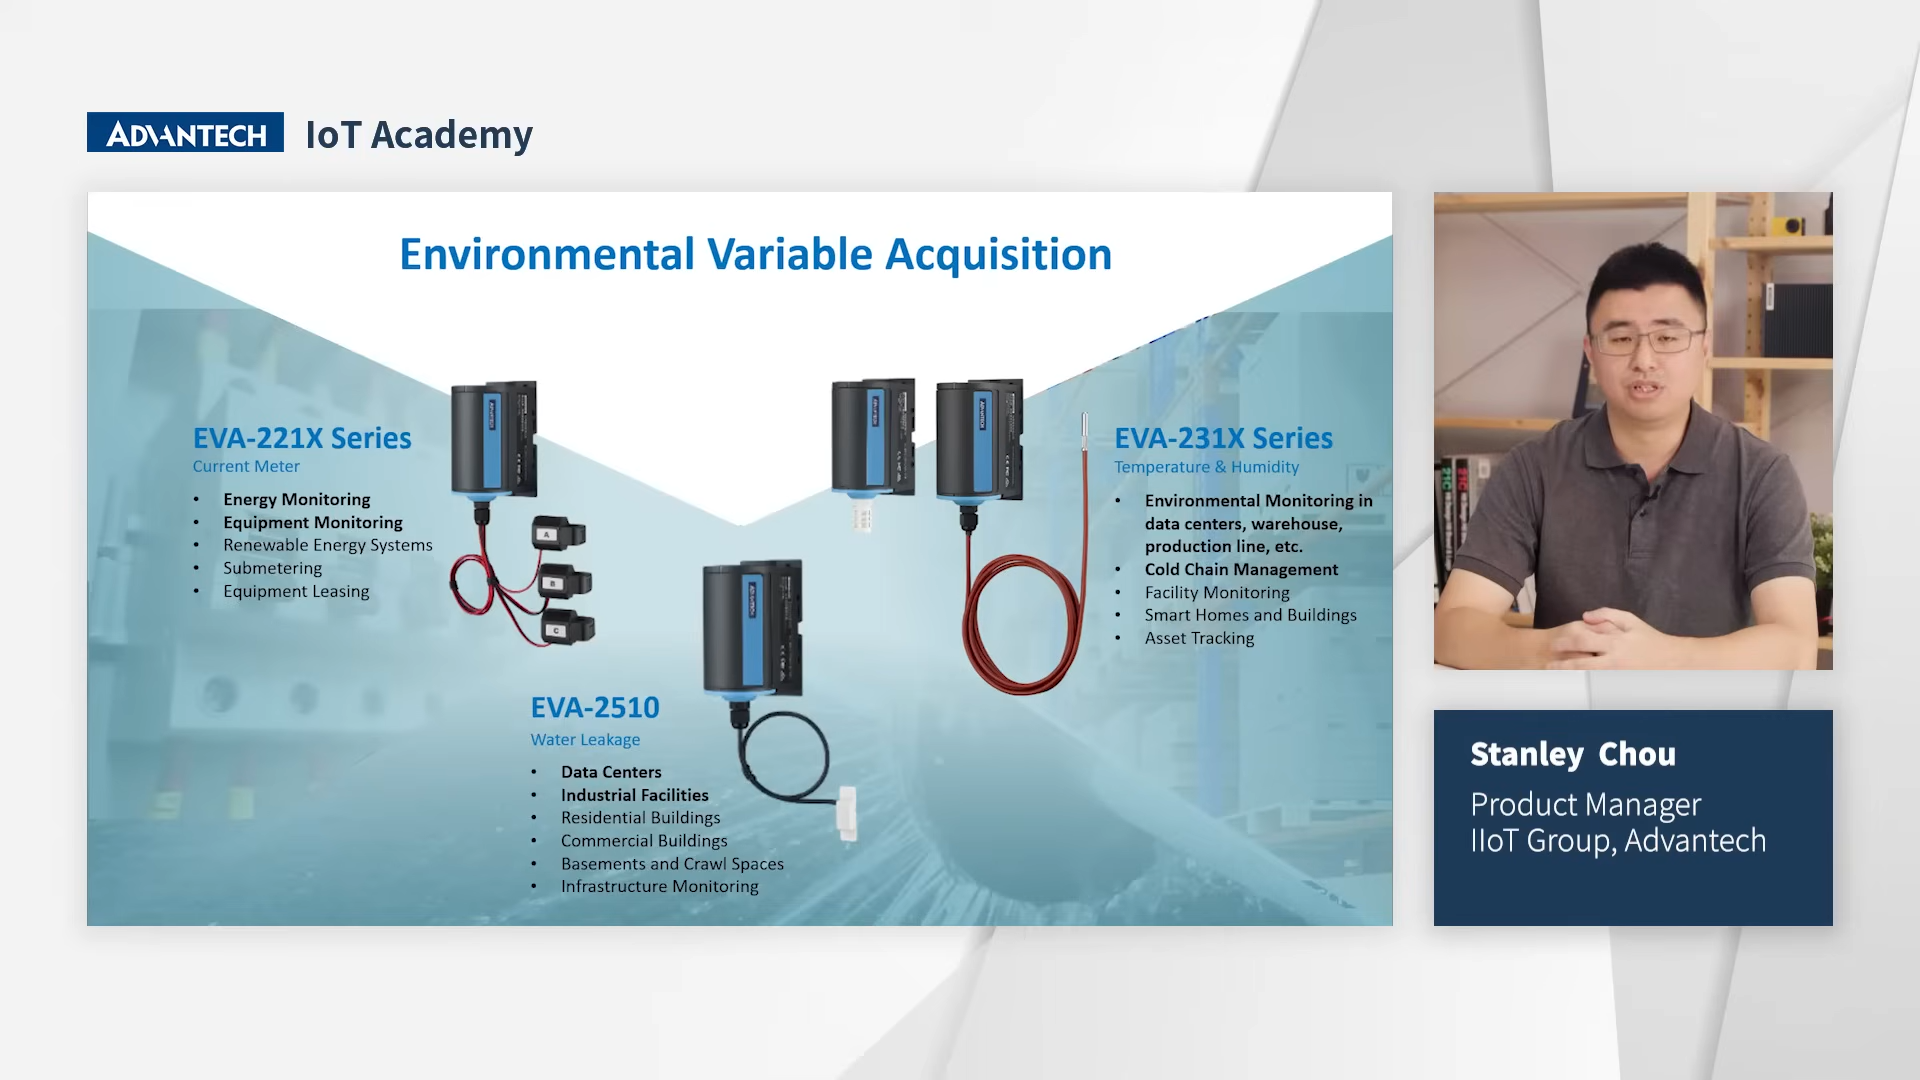 ADVANTECH IoT Academy
Environmental Variable Acquisition
EVA-221X Series
Current Meter
• Energy Monitoring
• Equipment Monitoring
• Renewable Energy Systems
• Submetering
• Equipment Leasing
A
B
C
EVA-2510
Water Leakage
• Data Centers
• Industrial Facilities
• Residential Buildings
• Commercial Buildings
• Basements and Crawl Spaces
• Infrastructure Monitoring
EVA-231X Series
Temperature & Humidity
• Environmental Monitoring in
data centers, warehouse,
production line, etc.
• Cold Chain Management
• Facility Monitoring
• Smart Homes and Buildings
• Asset Tracking
Stanley Chou
Product Manager
IIoT Group, Advantech